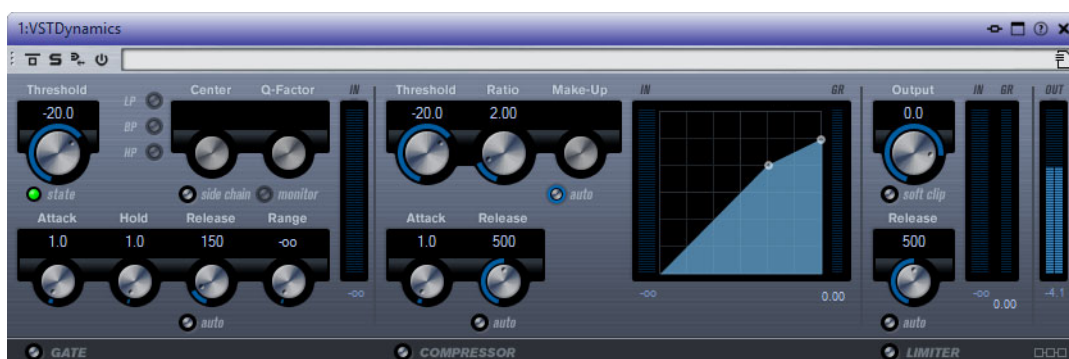 1:VSTDynamics
Threshold
-20.0
LP
BP
HP
Center
Q-Factor
state
side chain
monitor
Attack
Hold
Release
Range
1.0
1.0
150
-oo
auto
IN
-oo
Threshold
Ratio
Make-Up
-20.0
2.00
auto
Attack
Release
1.0
500
auto
IN
GR
-oo
0.00
Output
0.0
soft clip
Release
500
auto
IN GR
-oo
0.00
OUT
-4.1
GATE
COMPRESSOR
LIMITER